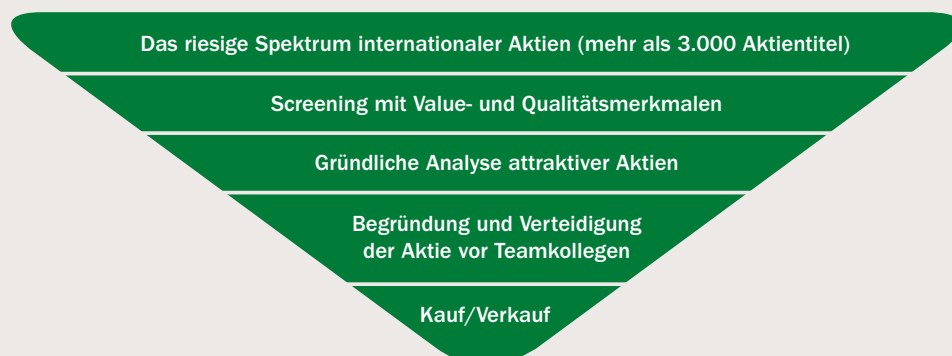 Das riesige Spektrum internationaler Aktien (mehr als 3.000 Aktientitel)
Screening mit Value- und Qualitätsmerkmalen
Gründliche Analyse attraktiver Aktien
Begründung und Verteidigung
der Aktie vor Teamkollegen
Kauf/Verkauf